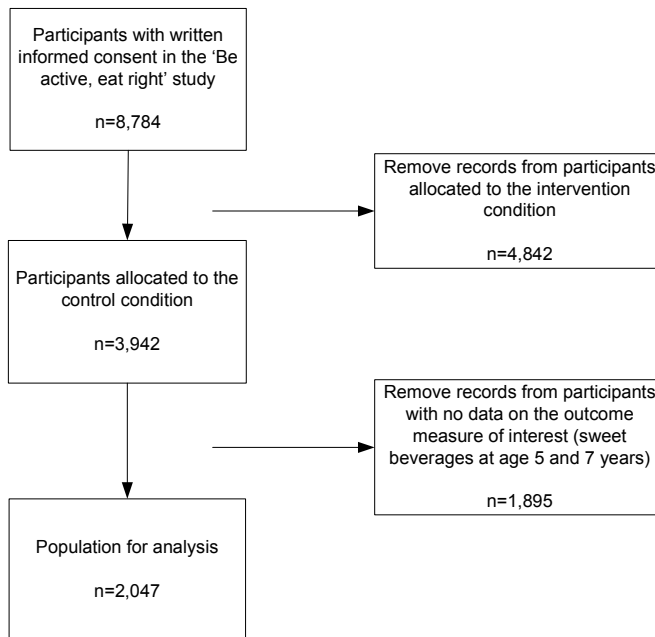 Participants with written
informed consent in the ‘Be
active, eat right’ study
n=8,784
Remove records from participants
allocated to the intervention
condition
n=4,842
Participants allocated to the
control condition
n=3,942
Remove records from participants
with no data on the outcome
measure of interest (sweet
beverages at age 5 and 7 years)
n=1,895
Population for analysis
n=2,047